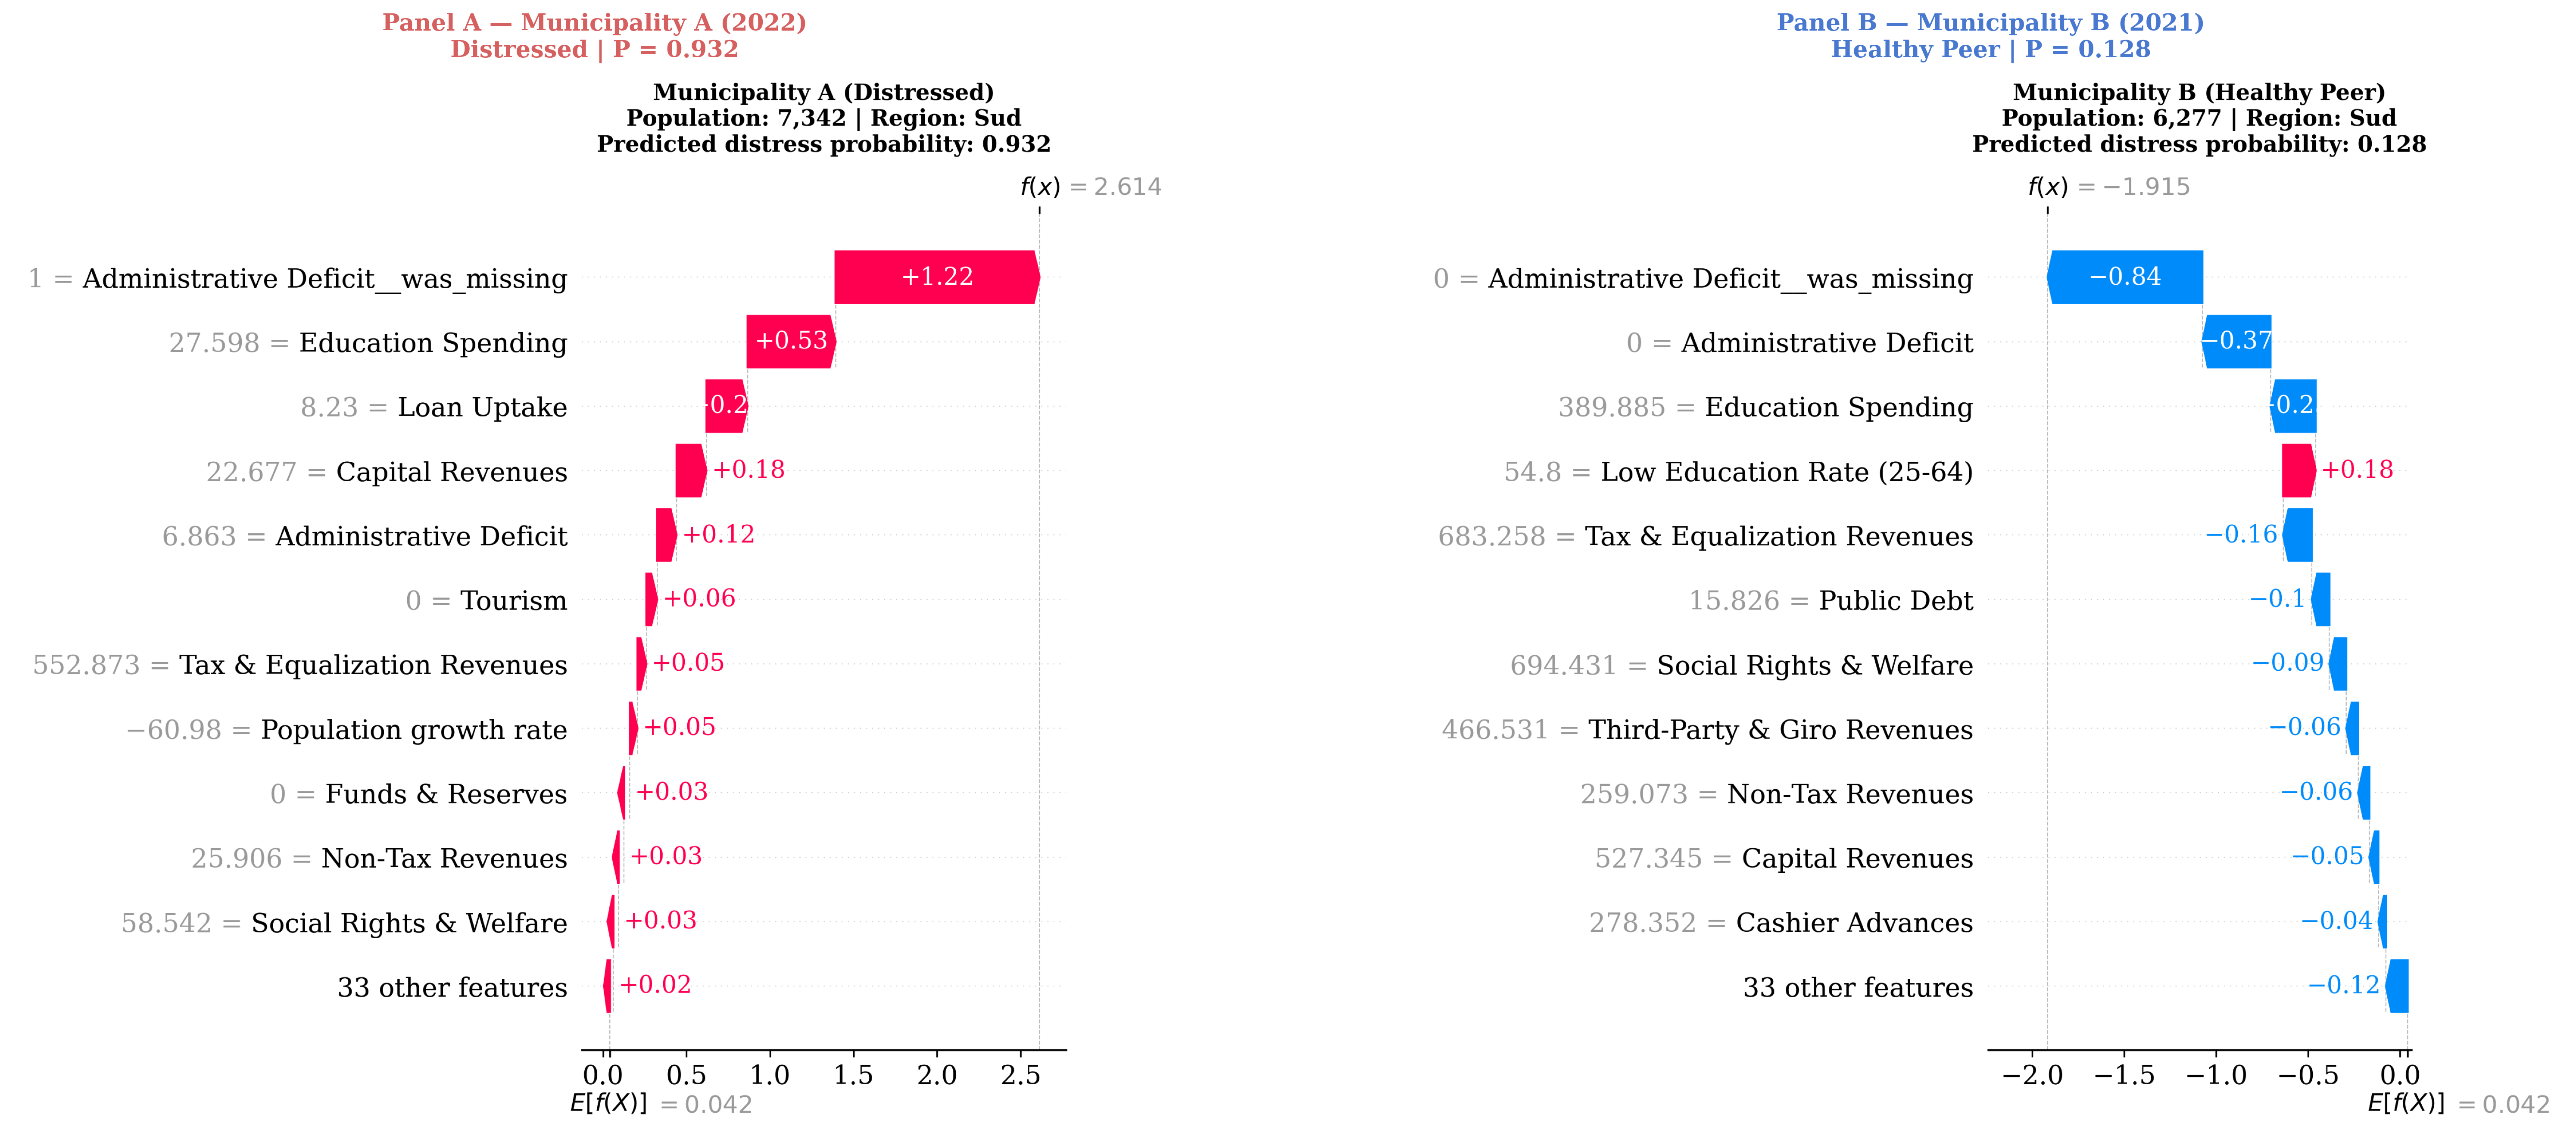 Panel A — Municipality A (2022)
Distressed | P = 0.932
Municipality A (Distressed)
Population: 7,342 | Region: Sud
Predicted distress probability: 0.932
f(x) = 2.614
1 = Administrative Deficit__was_missing
+1.22
27.598 = Education Spending
+0.53
8.23 = Loan Uptake
22.677 = Capital Revenues
+0.18
6.863 = Administrative Deficit
+0.12
0 = Tourism
+0.06
552.873 = Tax & Equalization Revenues
+0.05
−60.98 = Population growth rate
+0.05
0 = Funds & Reserves
+0.03
25.906 = Non-Tax Revenues
+0.03
58.542 = Social Rights & Welfare
+0.03
33 other features
+0.02
0.0 0.5 1.0 1.5 2.0 2.5
E[f(X)] = 0.042
Panel B — Municipality B (2021)
Healthy Peer | P = 0.128
Municipality B (Healthy Peer)
Population: 6,277 | Region: Sud
Predicted distress probability: 0.128
f(x) = −1.915
0 = Administrative Deficit__was_missing
−0.84
0 = Administrative Deficit
−0.37
389.885 = Education Spending
54.8 = Low Education Rate (25-64)
+0.18
683.258 = Tax & Equalization Revenues
−0.16
15.826 = Public Debt
−0.1
694.431 = Social Rights & Welfare
−0.09
466.531 = Third-Party & Giro Revenues
−0.06
259.073 = Non-Tax Revenues
−0.06
527.345 = Capital Revenues
−0.05
278.352 = Cashier Advances
−0.04
33 other features
−0.12
−2.0 −1.5 −1.0 −0.5 0.0
E[f(X)] = 0.042